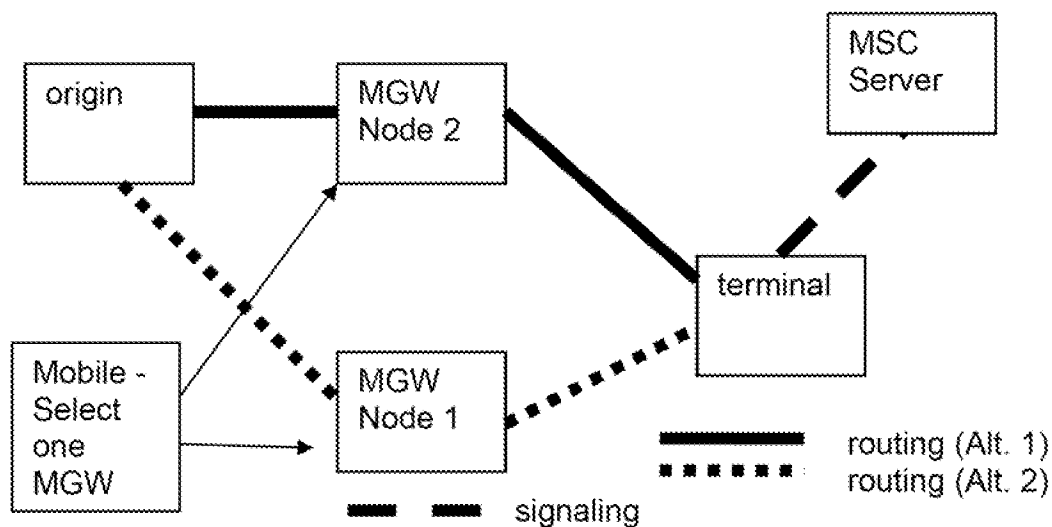 MSC
Server
origin
MGW
Node 2
terminal
Mobile -
Select
one
MGW
MGW
Node 1
routing (Alt. 1)
routing (Alt. 2)
signaling